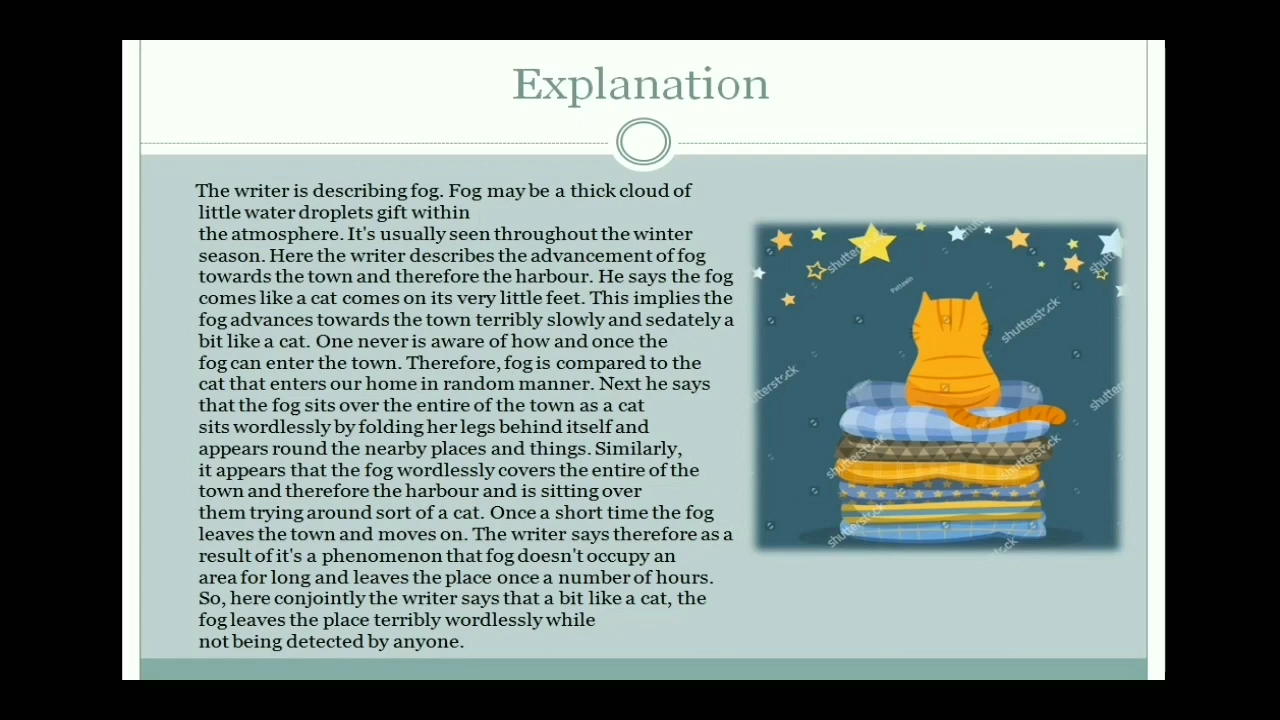 Explanation
The writer is describing fog. Fog may be a thick cloud of
little water droplets gift within
the atmosphere. It's usually seen throughout the winter
season. Here the writer describes the advancement of fog
towards the town and therefore the harbour. He says the fog
comes like a cat comes on its very little feet. This implies the
fog advances towards the town terribly slowly and sedately a
bit like a cat. One never is aware of how and once the
fog can enter the town. Therefore, fog is compared to the
cat that enters our home in random manner. Next he says
that the fog sits over the entire of the town as a cat
sits wordlessly by folding her legs behind itself and
appears round the nearby places and things. Similarly,
it appears that the fog wordlessly covers the entire of the
town and therefore the harbour and is sitting over
them trying around sort of a cat. Once a short time the fog
leaves the town and moves on. The writer says therefore as a
result of it's a phenomenon that fog doesn't occupy an
area for long and leaves the place once a number of hours.
So, here conjointly the writer says that a bit like a cat, the
fog leaves the place terribly wordlessly while
not being detected by anyone.
shutterstock
shutterstock
shutterstock
shutterstock
shutterstock
shutterstock